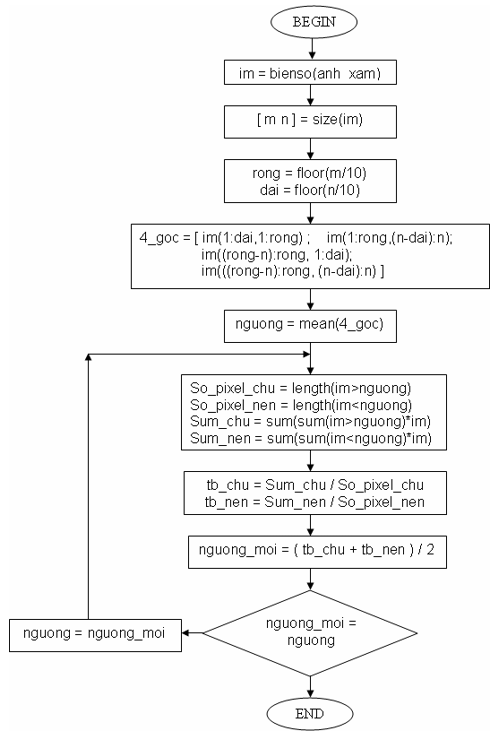 BEGIN
im = bienso(anh_xam)
[ m n ] = size(im)
rong = floor(m/10)
dai = floor(n/10)
4_goc = [ im(1:dai,1:rong) ; im(1:rong,(n-dai):n);
im((rong-n):rong, 1:dai);
im(((rong-n):rong, (n-dai):n) ]
nguong = mean(4_goc)
So_pixel_chu = length(im>nguong)
So_pixel_nen = length(im<nguong)
Sum_chu = sum(sum(im>nguong)*im)
Sum_nen = sum(sum(im<nguong)*im)
tb_chu = Sum_chu / So_pixel_chu
tb_nen = Sum_nen / So_pixel_nen
nguong_moi = ( tb_chu + tb_nen ) / 2
nguong_moi =
nguong
nguong = nguong_moi
END